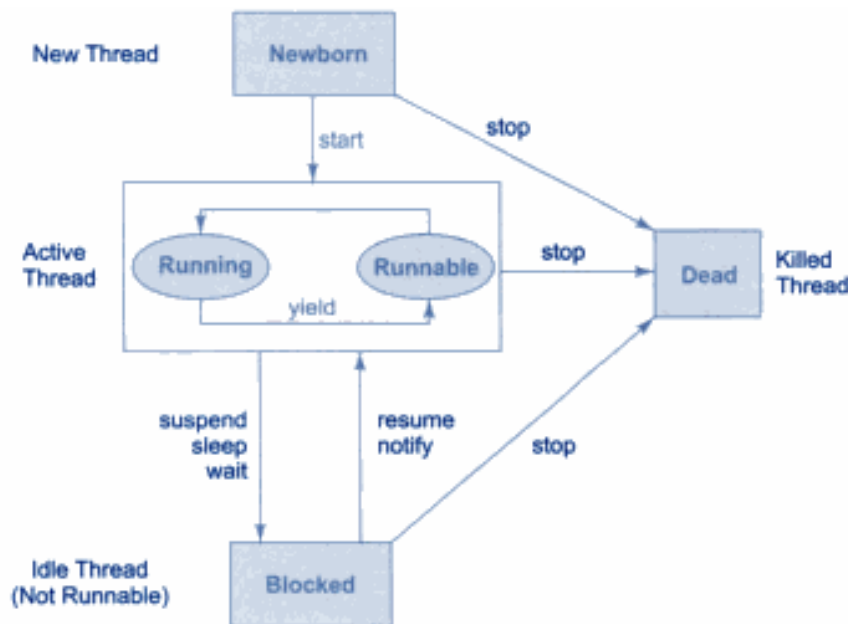 New Thread
Newborn
stop
start
Active
Thread
Running
Runnable
stop
Dead
Killed
Thread
yield
suspend
sleep
wait
resume
notify
stop
Idle Thread
(Not Runnable)
Blocked